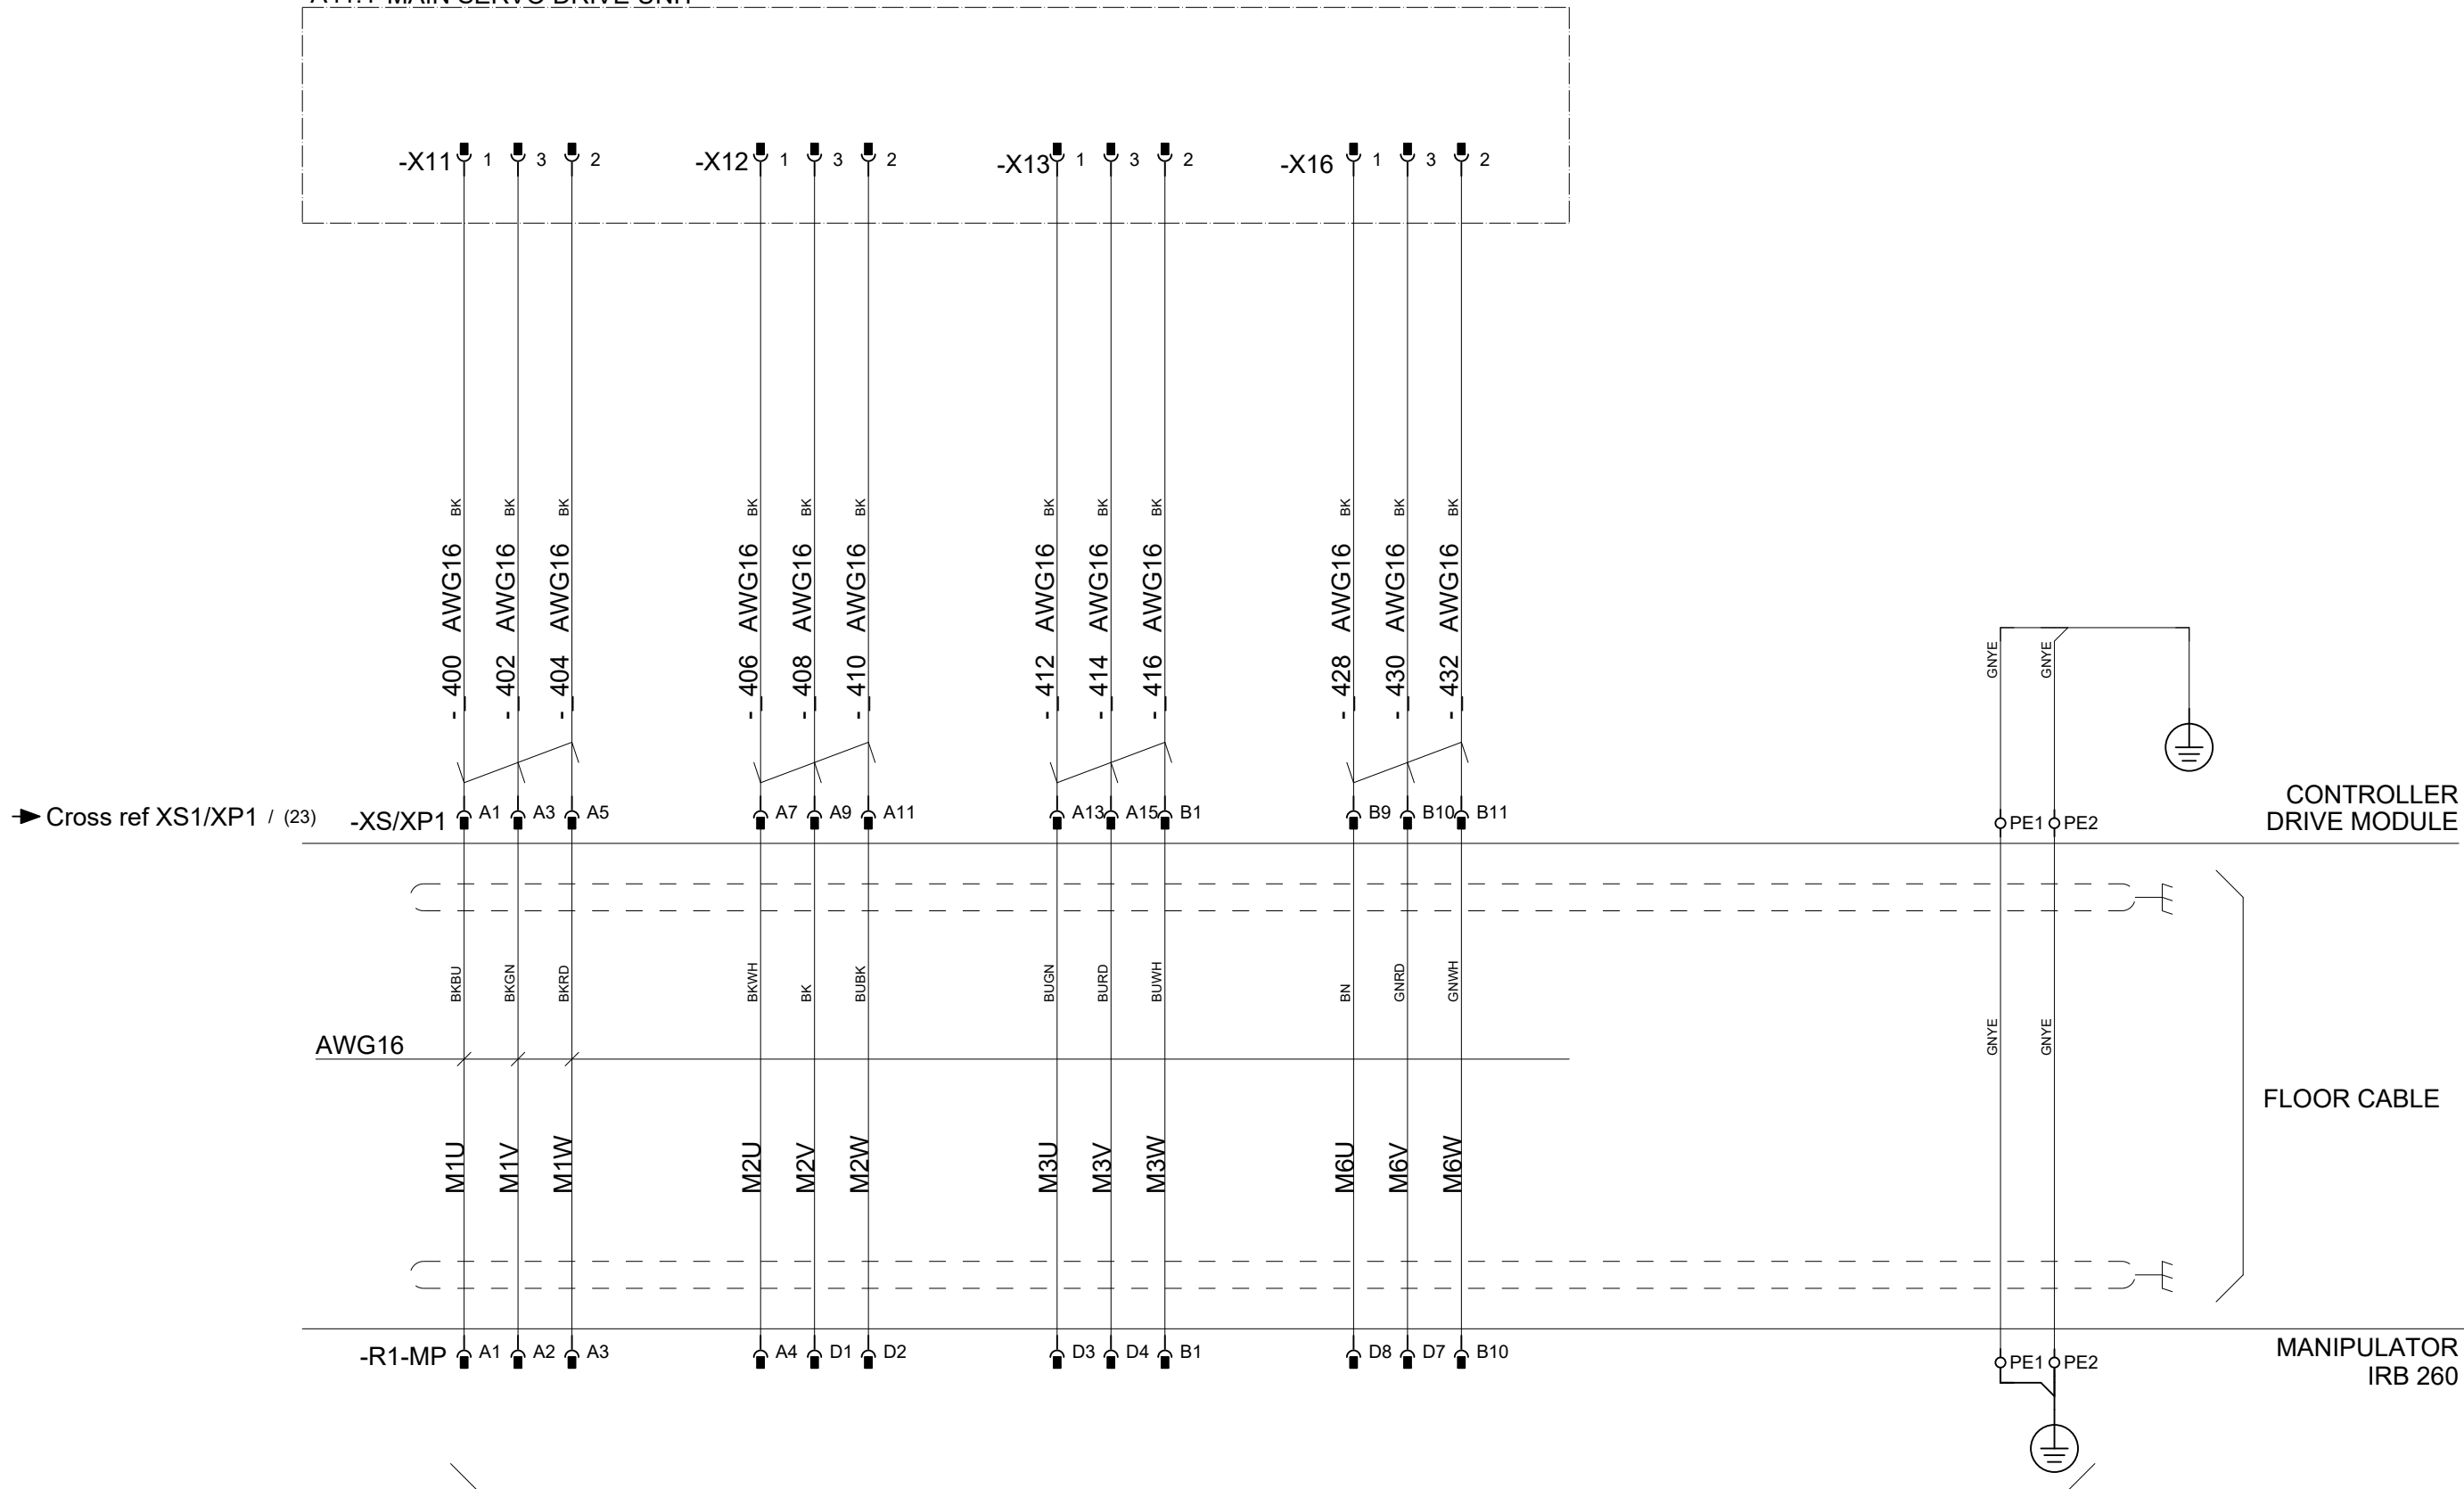 MAIN SERVO DRIVE UNIT
-X11 1 3 2 -X12 1 3 2 -X13 1 3 2 -X16 1 3 2
BK BK BK BK BK BK BK BK BK BK BK BK
AWG16 AWG16 AWG16 AWG16 AWG16 AWG16 AWG16 AWG16 AWG16 AWG16 AWG16 AWG16
- 400 - 402 - 404 - 406 - 408 - 410 - 412 - 414 - 416 - 428 - 430 - 432
GNYE GNYE
Cross ref XS1/XP1 / (23) -XS/XP1 A1 A3 A5 A7 A9 A11 A13 A15 B1 B9 B10 B11 PE1 PE2
CONTROLLER
DRIVE MODULE
BKBU BKGN BKRD BKWH BK BUBK BUGN BURD BUWH BN GNRD GNWH
GNYE GNYE
AWG16
FLOOR CABLE
M1U M1V M1W M2U M2V M2W M3U M3V M3W M6U M6V M6W
-R1-MP A1 A2 A3 A4 D1 D2 D3 D4 B1 D8 D7 B10 PE1 PE2
MANIPULATOR
IRB 260